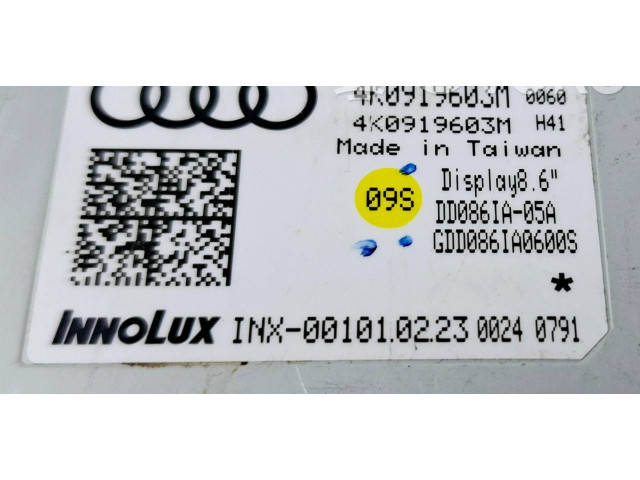 4K0919603M 0060
4K0919603M H41
Made in Taiwan
09S
Display8.6"
DD086IA-05A
GDD086IA0600S
*
INNOLUX INX-00101.02.23 0024 0791